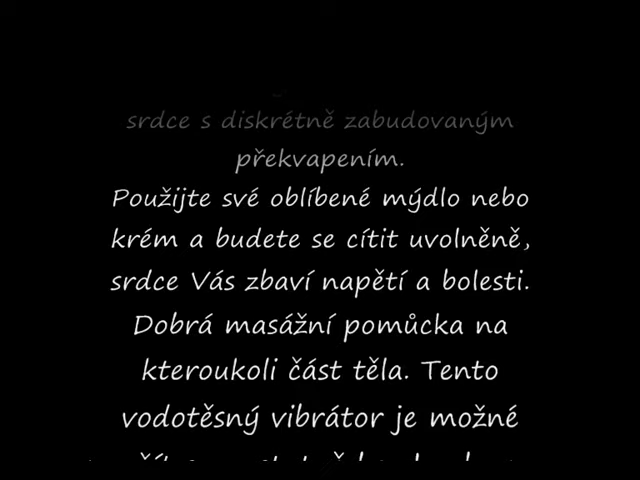 srdce s diskrétně zabudovaným
překvapením.
Použijte své oblíbené mýdlo nebo
krém a budete se cítit uvolněně,
srdce Vás zbaví napětí a bolesti.
Dobrá masážní pomůcka na
kteroukoli část těla. Tento
vodotěsný vibrátor je možné